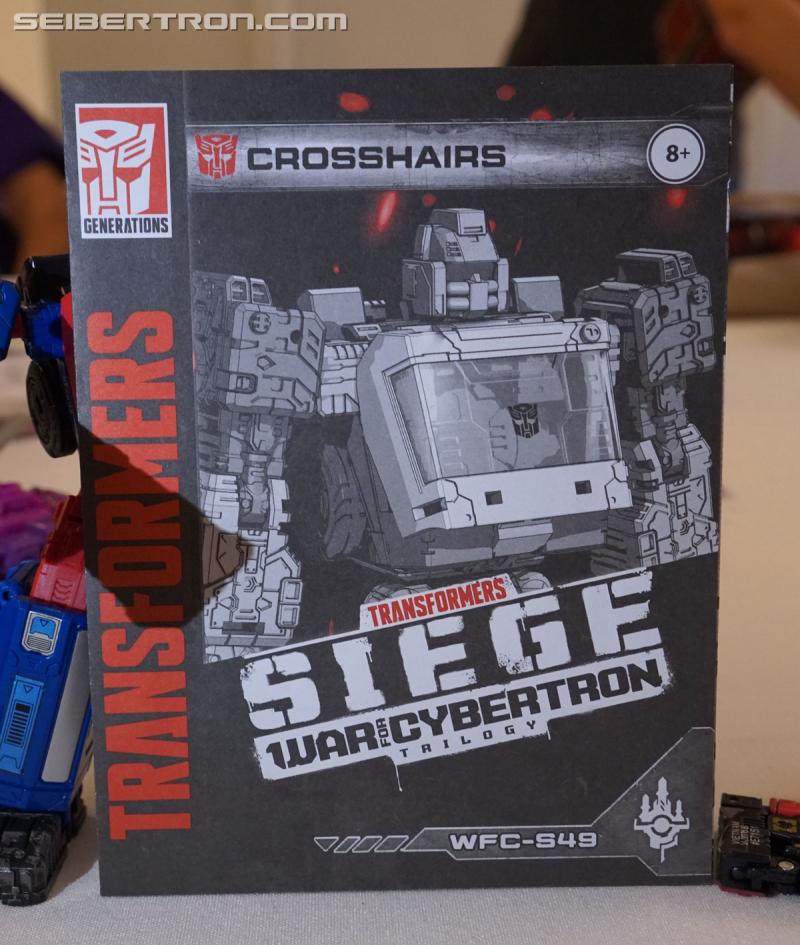 SEIBERTRON.COM
GENERATIONS
CROSSHAIRS
8+
TRANSFORMERS
TRANSFORMERS
SIEGE
WAR FOR CYBERTRON
TRILOGY
WFC-S49